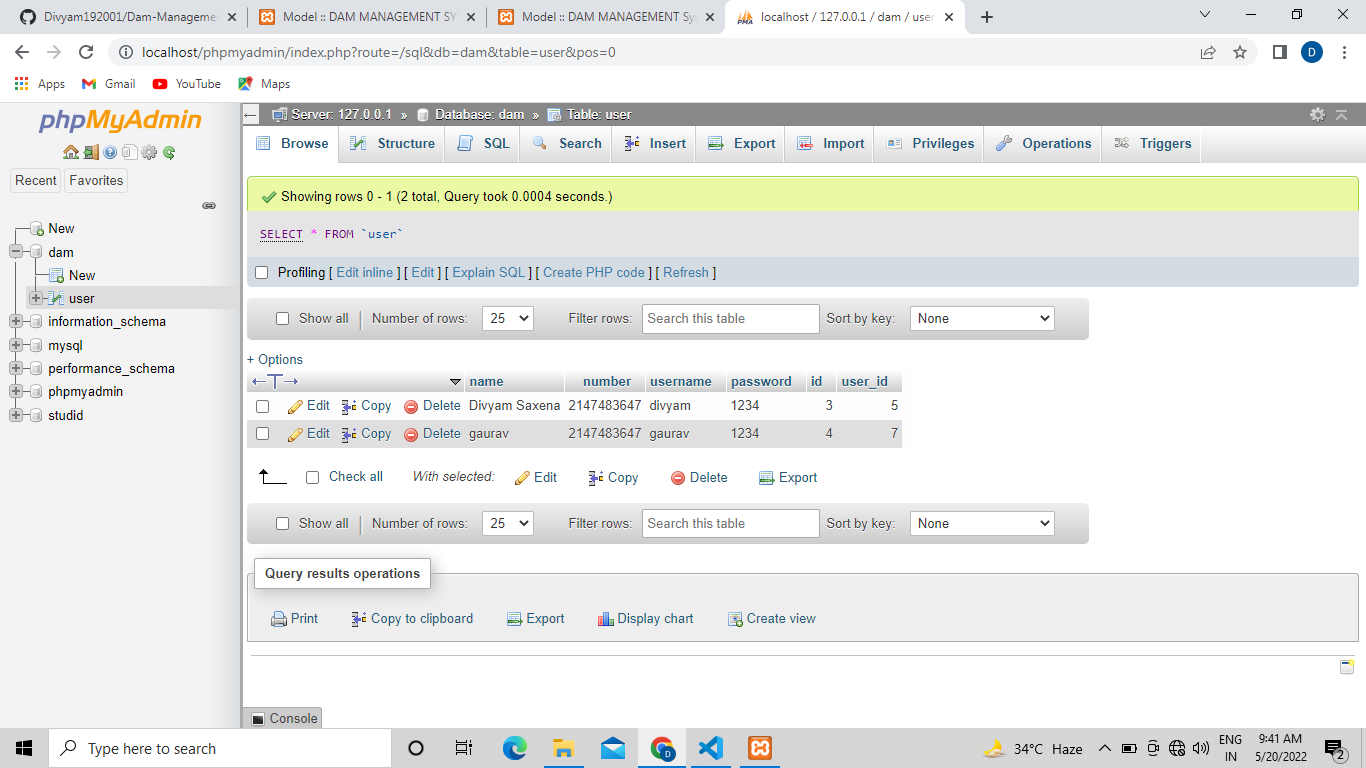 Divyam192001/Dam-Manageme
Model :: DAM MANAGEMENT SY
Model :: DAM MANAGEMENT Sy
localhost / 127.0.0.1 / dam / user
localhost/phpmyadmin/index.php?route=/sql&db=dam&table=user&pos=0
D
Apps
Gmail
YouTube
Maps
phpMyAdmin
Recent
Favorites
New
dam
New
user
information_schema
mysql
performance_schema
phpmyadmin
studid
Server: 127.0.0.1 » Database: dam » Table: user
Browse Structure SQL Search Insert Export Import Privileges Operations Triggers
Showing rows 0 - 1 (2 total, Query took 0.0004 seconds.)
SELECT * FROM `user`
Profiling [ Edit inline ] [ Edit ] [ Explain SQL ] [ Create PHP code ] [ Refresh ]
Show all | Number of rows: 25 Filter rows: Search this table Sort by key: None
+ Options
name number username password id user_id
Edit Copy Delete Divyam Saxena 2147483647 divyam 1234 3 5
Edit Copy Delete gaurav 2147483647 gaurav 1234 4 7
Check all With selected: Edit Copy Delete Export
Show all | Number of rows: 25 Filter rows: Search this table Sort by key: None
Query results operations
Print Copy to clipboard Export Display chart Create view
Console
Type here to search
34°C Haze
ENG
IN
9:41 AM
5/20/2022
2